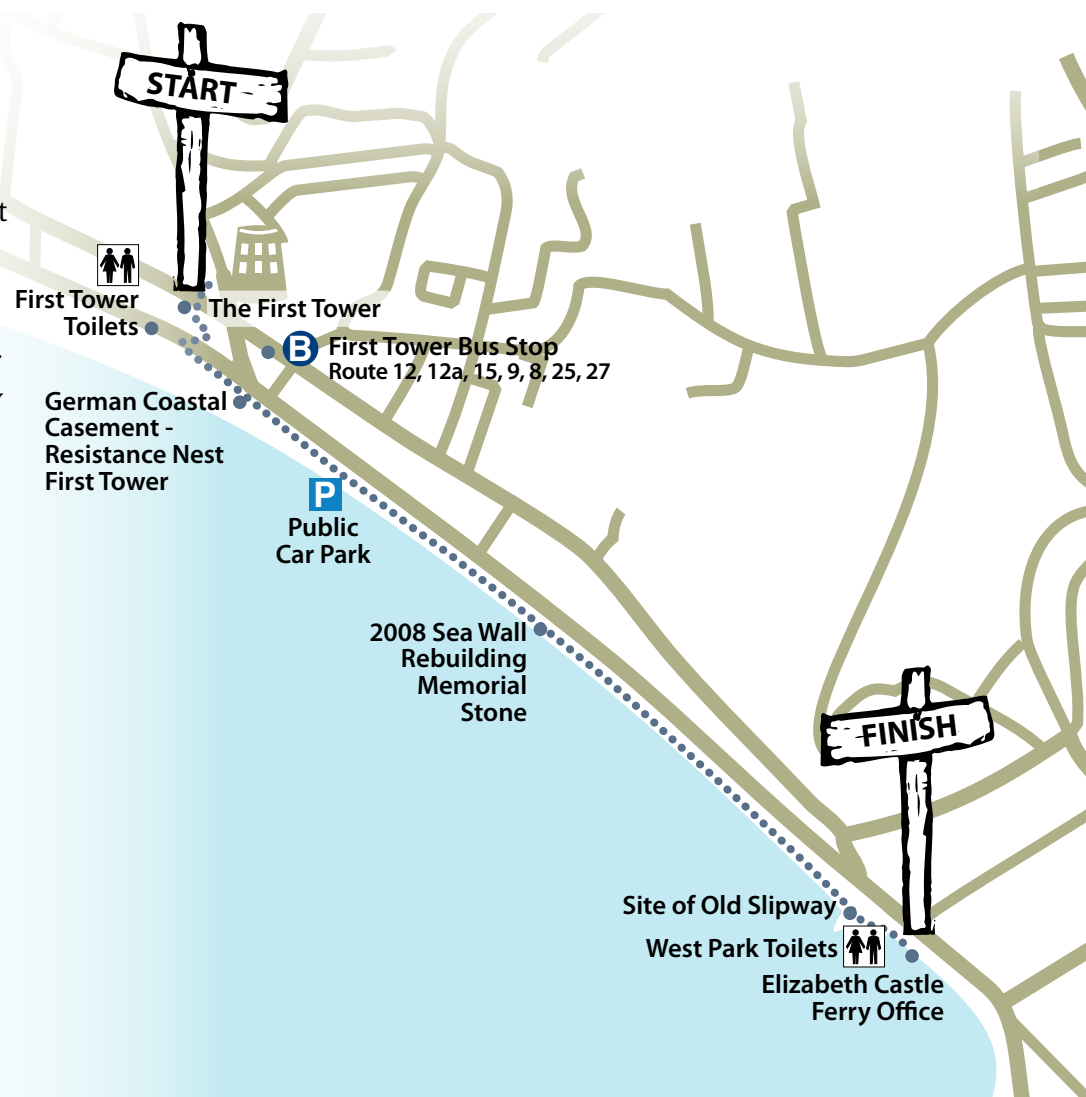 START
t
First Tower
Toilets
The First Tower
B
First Tower Bus Stop
Route 12, 12a, 15, 9, 8, 25, 27
German Coastal
Casement -
Resistance Nest
First Tower
P
Public
Car Park
2008 Sea Wall
Rebuilding
Memorial
Stone
FINISH
Site of Old Slipway
West Park Toilets
Elizabeth Castle
Ferry Office